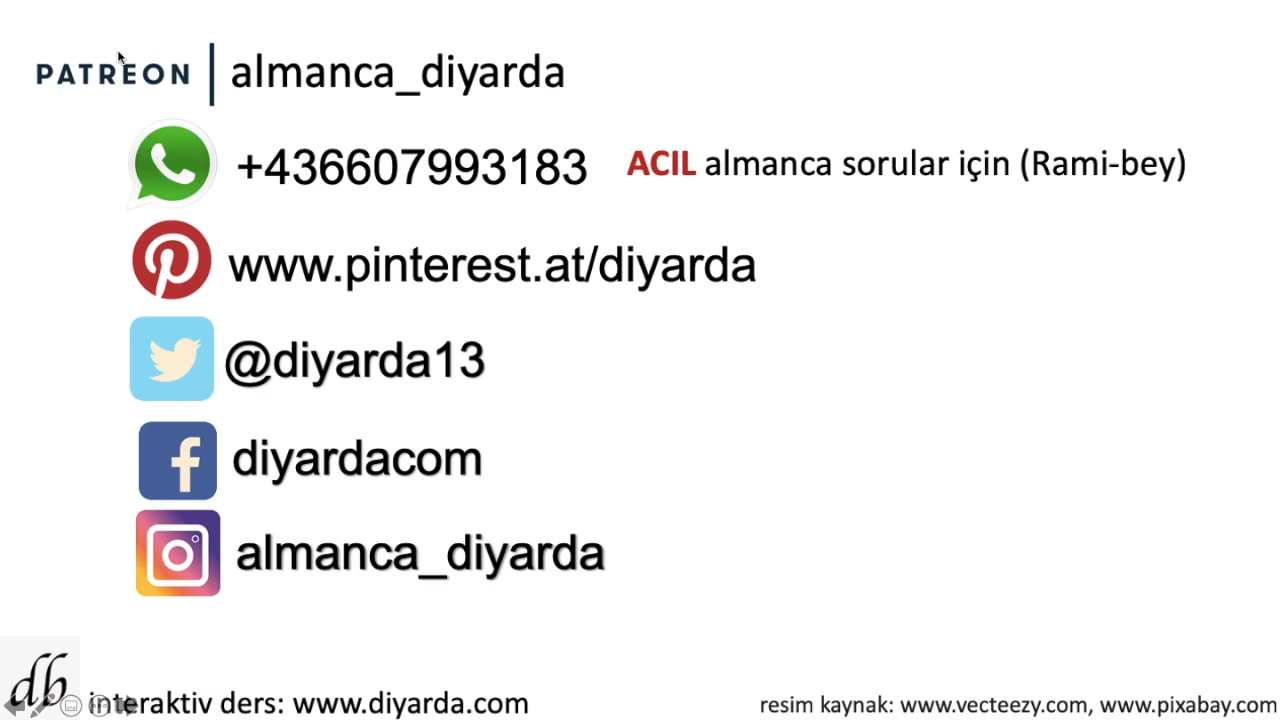 PATREON | almanca_diyarda
+436607993183 ACIL almanca sorular için (Rami-bey)
www.pinterest.at/diyarda
@diyarda13
diyardacom
almanca_diyarda
db interaktiv ders: www.diyarda.com
resim kaynak: www.vecteezy.com, www.pixabay.com